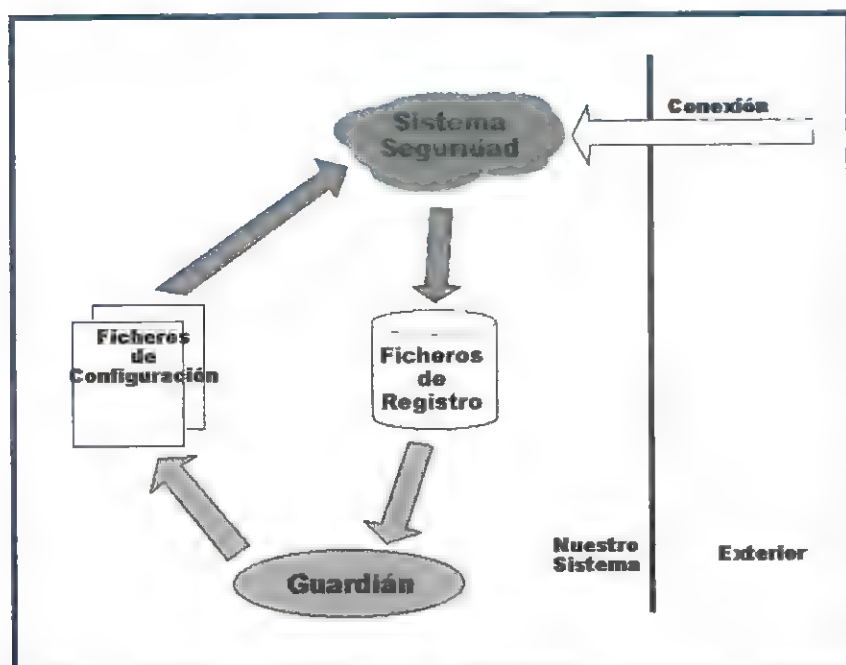 Conexión
Sistema
Seguridad
Ficheros
de
Configuración
Ficheros
de
Registro
Nuestro
Sistema
Exterior
Guardián